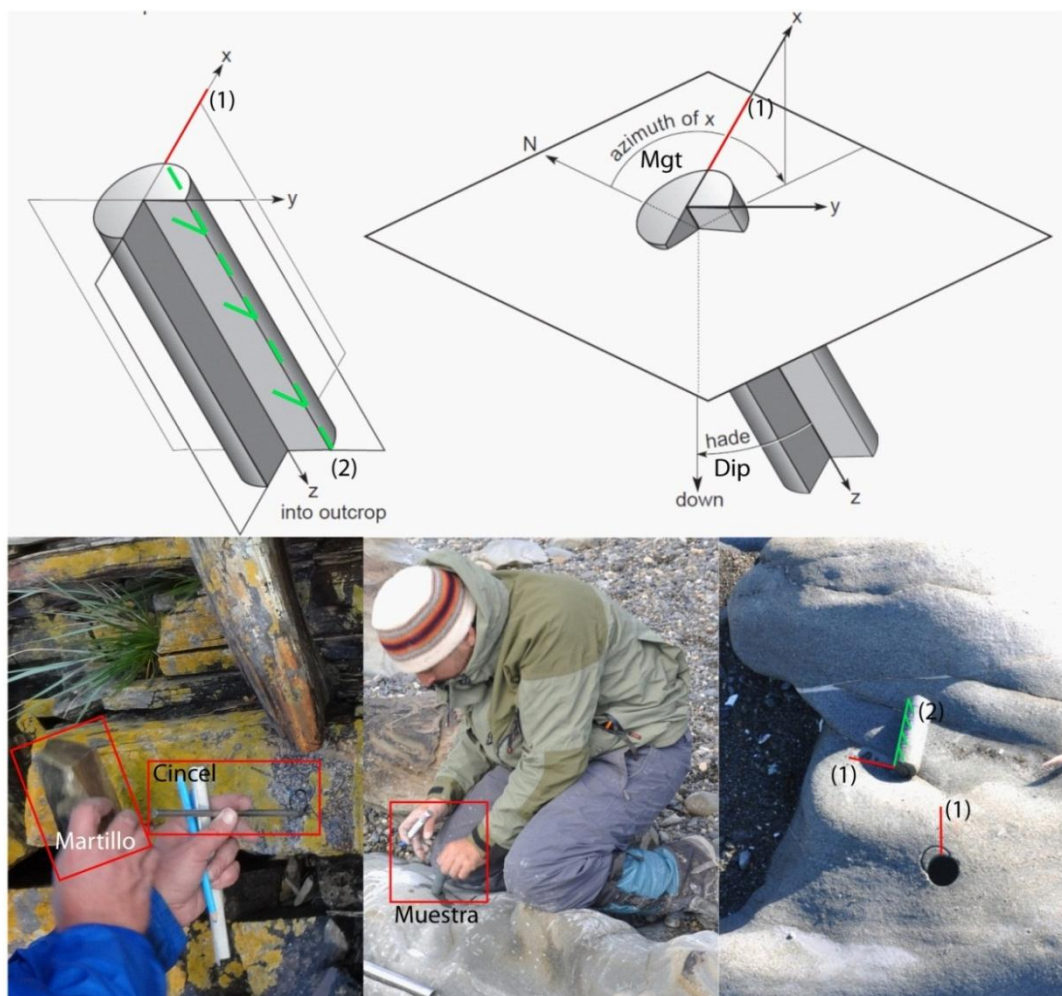 x
(1)
y
(2)
z
into outcrop
x
(1)
N
azimuth of x
Mgt
y
hade
Dip
down
z
Cincel
Martillo
Muestra
(2)
(1)
(1)